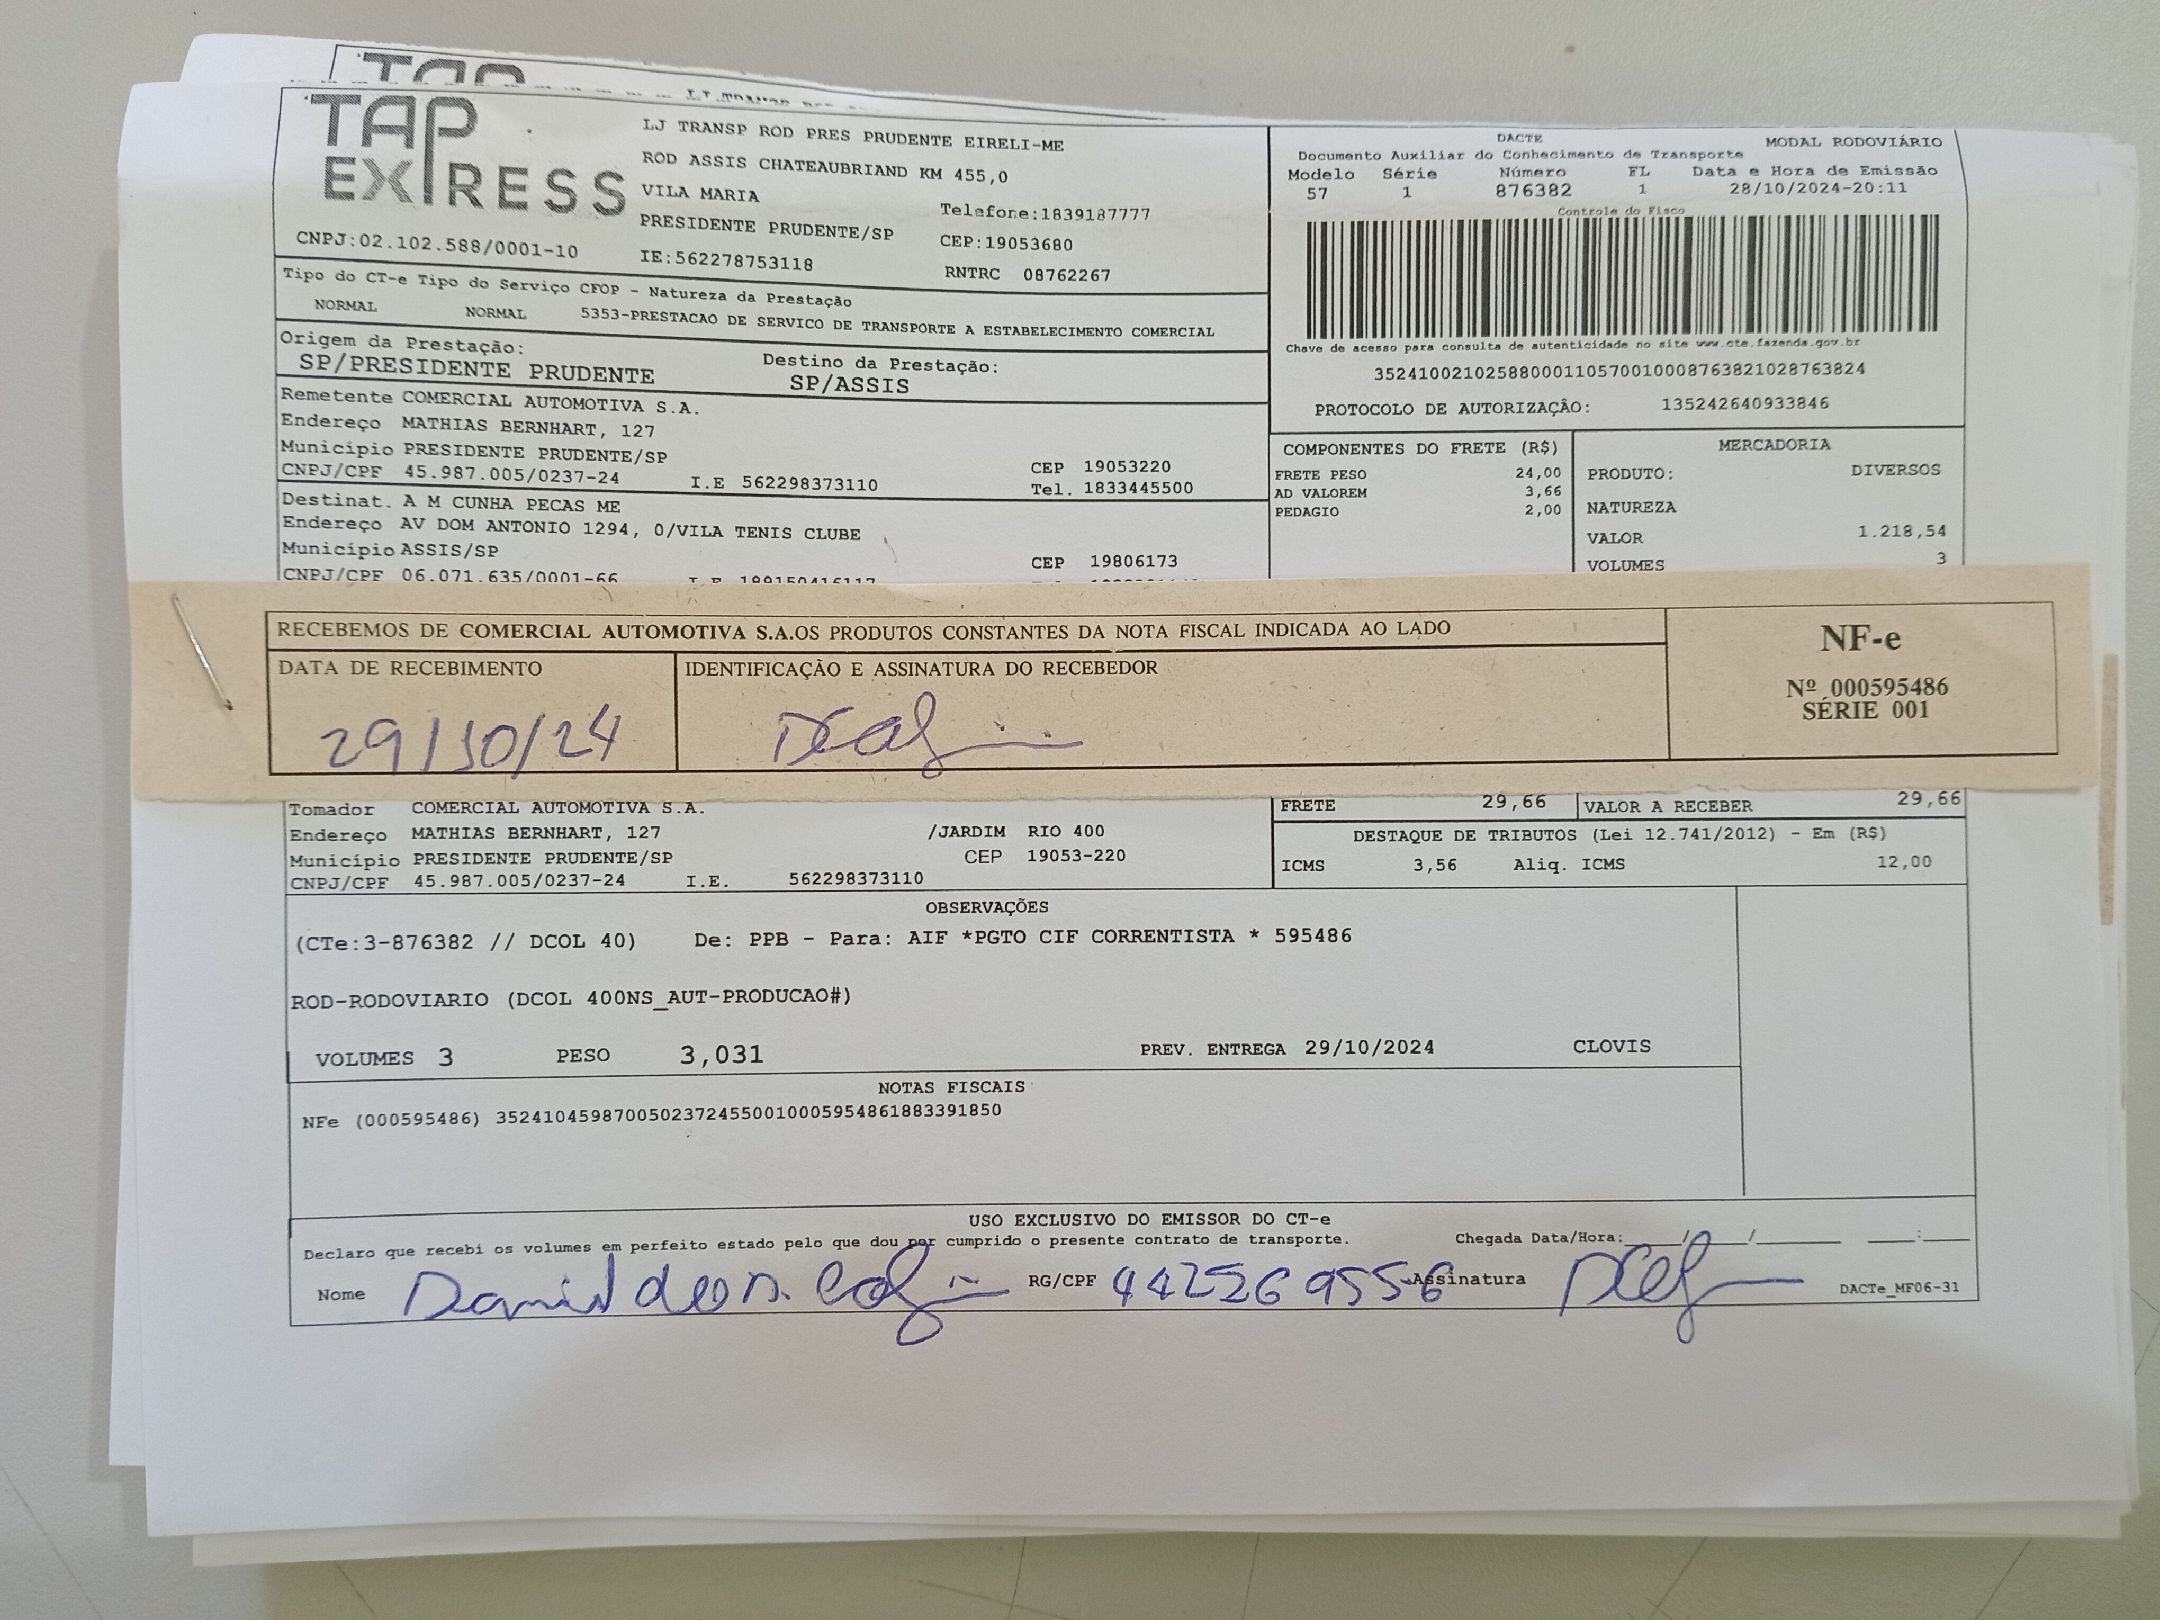 TAP
TAP EXPRESS
LJ TRANSP ROD PRES PRUDENTE EIRELI-ME
ROD ASSIS CHATEAUBRIAND KM 455,0
VILA MARIA
Telefone:1839187777
PRESIDENTE PRUDENTE/SP CEP:19053680
CNPJ:02.102.588/0001-10 IE:562278753118 RNTRC 08762267
DACTE MODAL RODOVIÁRIO
Documento Auxiliar do Conhecimento de Transporte
Modelo Série Número FL Data e Hora de Emissão
57 1 876382 1 28/10/2024-20:11
Controle do Fisco
Chave de acesso para consulta de autenticidade no site www.cte.fazenda.gov.br
35241002102588000110570010008763821028763824
PROTOCOLO DE AUTORIZAÇÂO: 135242640933846
Tipo do CT-e Tipo do Serviço CFOP - Natureza da Prestação
NORMAL NORMAL 5353-PRESTACAO DE SERVICO DE TRANSPORTE A ESTABELECIMENTO COMERCIAL
Origem da Prestação: Destino da Prestação:
SP/PRESIDENTE PRUDENTE SP/ASSIS
Remetente COMERCIAL AUTOMOTIVA S.A.
Endereço MATHIAS BERNHART, 127
Município PRESIDENTE PRUDENTE/SP CEP 19053220
CNPJ/CPF 45.987.005/0237-24 I.E 562298373110 Tel. 1833445500
Destinat. A M CUNHA PECAS ME
Endereço AV DOM ANTONIO 1294, 0/VILA TENIS CLUBE
Município ASSIS/SP CEP 19806173
CNPJ/CPF 06.071.635/0001-66
COMPONENTES DO FRETE (R$)
FRETE PESO 24,00
AD VALOREM 3,66
PEDAGIO 2,00
MERCADORIA
PRODUTO: DIVERSOS
NATUREZA
VALOR 1.218,54
VOLUMES 3
RECEBEMOS DE COMERCIAL AUTOMOTIVA S.A.OS PRODUTOS CONSTANTES DA NOTA FISCAL INDICADA AO LADO
DATA DE RECEBIMENTO IDENTIFICAÇÃO E ASSINATURA DO RECEBEDOR
29/10/24
NF-e
Nº 000595486
SÉRIE 001
Tomador COMERCIAL AUTOMOTIVA S.A.
Endereço MATHIAS BERNHART, 127 /JARDIM RIO 400
Município PRESIDENTE PRUDENTE/SP CEP 19053-220
CNPJ/CPF 45.987.005/0237-24 I.E. 562298373110
FRETE 29,66 VALOR A RECEBER 29,66
DESTAQUE DE TRIBUTOS (Lei 12.741/2012) - Em (R$)
ICMS 3,56 Aliq. ICMS 12,00
OBSERVAÇÕES
(CTe:3-876382 // DCOL 40) De: PPB - Para: AIF *PGTO CIF CORRENTISTA * 595486
ROD-RODOVIARIO (DCOL 400NS_AUT-PRODUCAO#)
VOLUMES 3 PESO 3,031 PREV. ENTREGA 29/10/2024 CLOVIS
NOTAS FISCAIS
NFe (000595486) 35241045987005023724550010005954861883391850
USO EXCLUSIVO DO EMISSOR DO CT-e
Declaro que recebi os volumes em perfeito estado pelo que dou por cumprido o presente contrato de transporte. Chegada Data/Hora:____/____/______ ____:____
Nome RG/CPF 442569556 Assinatura DACTe_MF06-31